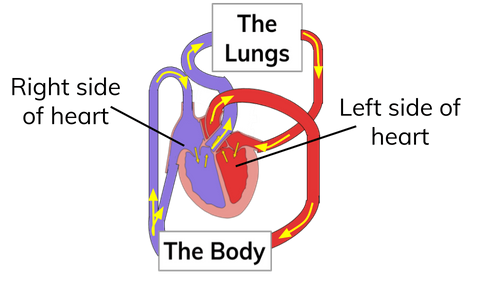 The
Lungs
Right side
of heart
Left side of
heart
The Body